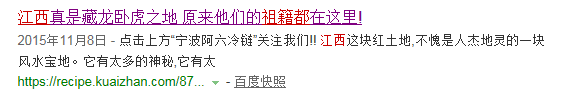 江西真是藏龙卧虎之地 原来他们的祖籍都在这里!
2015年11月8日 - 点击上方“宁波阿六冷链”关注我们!! 江西这块红土地,不愧是人杰地灵的一块
风水宝地。它有太多的神秘,它有太
https://recipe.kuaizhan.com/87... - 百度快照